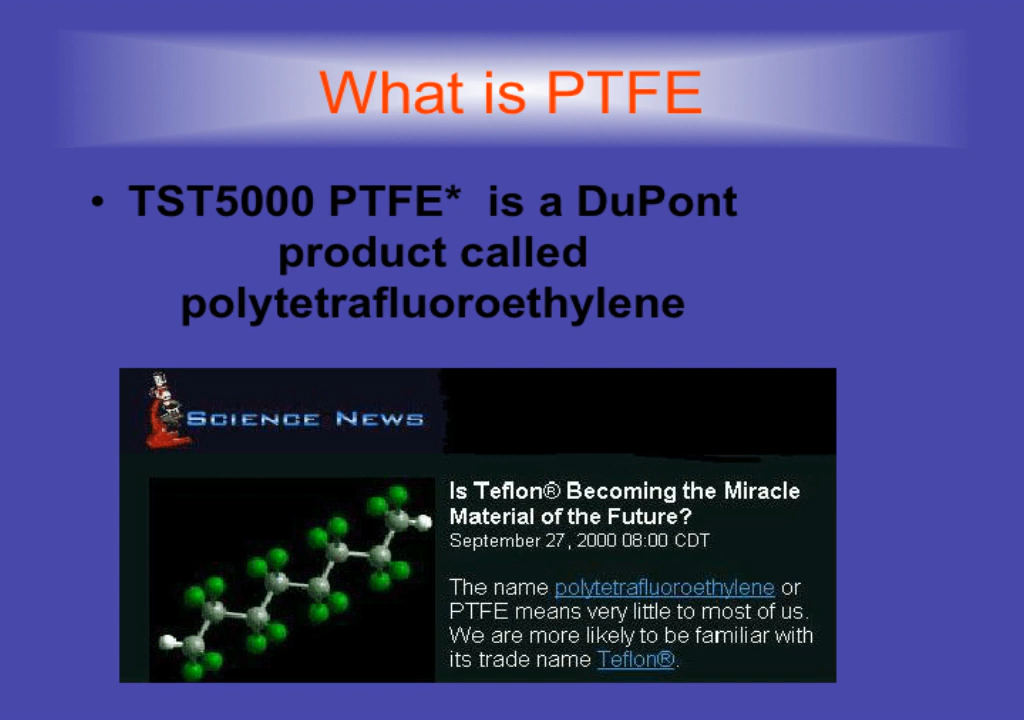 What is PTFE
• TST5000 PTFE* is a DuPont
product called
polytetrafluoroethylene
SCIENCE NEWS
Is Teflon® Becoming the Miracle
Material of the Future?
September 27, 2000 08:00 CDT
The name polytetrafluoroethylene or
PTFE means very little to most of us.
We are more likely to be familiar with
its trade name Teflon®.